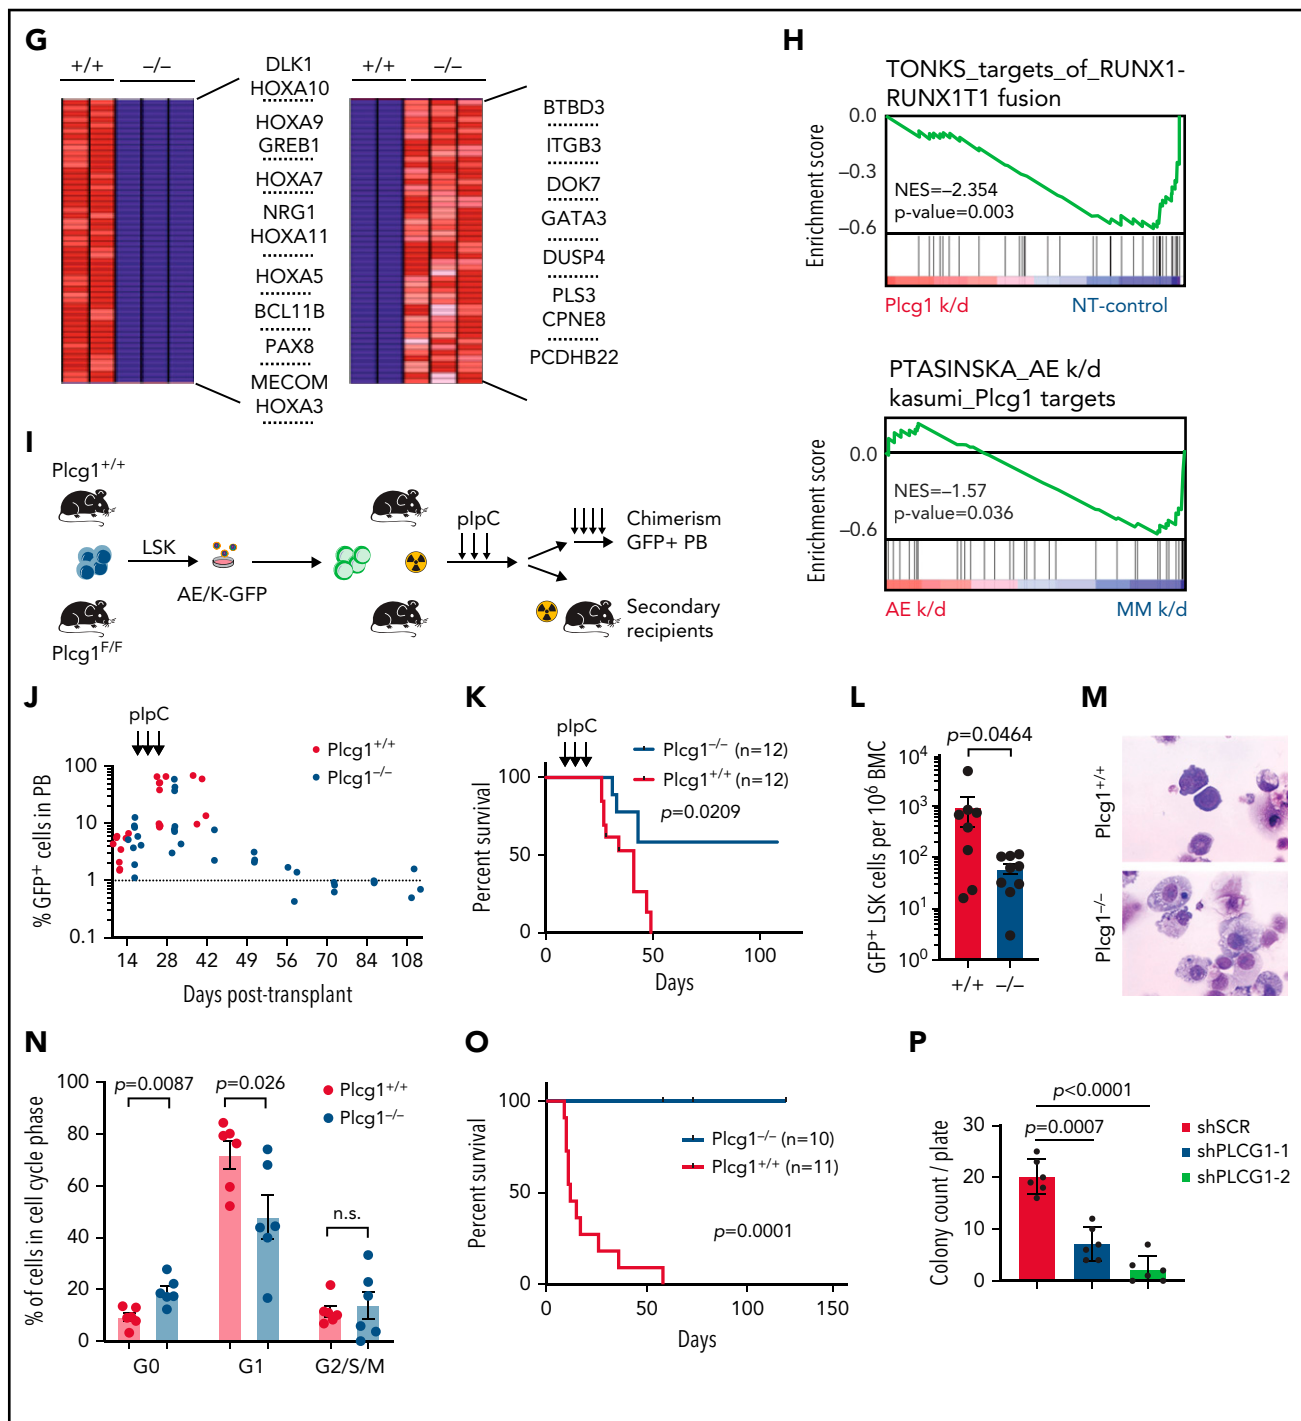 G
+/+
–/–
DLK1
HOXA10
HOXA9
GREB1
HOXA7
NRG1
HOXA11
HOXA5
BCL11B
PAX8
MECOM
HOXA3
+/+
–/–
BTBD3
ITGB3
DOK7
GATA3
DUSP4
PLS3
CPNE8
PCDHB22
H
TONKS_targets_of_RUNX1-
RUNX1T1 fusion
Enrichment score
0.0
–0.3
–0.6
NES=–2.354
p-value=0.003
Plcg1 k/d
NT-control
PTASINSKA_AE k/d
kasumi_Plcg1 targets
Enrichment score
0.0
–0.6
NES=–1.57
p-value=0.036
AE k/d
MM k/d
I
Plcg1+/+
Plcg1F/F
LSK
AE/K-GFP
pIpC
Chimerism
GFP+ PB
Secondary
recipients
J
pIpC
Plcg1+/+
Plcg1–/–
% GFP+ cells in PB
100
10
1
0.1
14 28 42 56 70 84 108
Days post-transplant
K
pIpC
Plcg1–/– (n=12)
Plcg1+/+ (n=12)
p=0.0209
Percent survival
100
50
0
0 50 100
Days
L
p=0.0464
GFP+ LSK cells per 10⁶ BMC
10⁴
10³
10²
10¹
10⁰
+/+ –/–
M
Plcg1+/+
Plcg1–/–
N
% of cells in cell cycle phase
100
80
60
40
20
0
p=0.0087
p=0.026
n.s.
Plcg1+/+
Plcg1–/–
G0 G1 G2/S/M
O
Percent survival
100
50
0
Plcg1–/– (n=10)
Plcg1+/+ (n=11)
p=0.0001
0 50 100 150
Days
P
p<0.0001
p=0.0007
Colony count / plate
30
20
10
0
shSCR
shPLCG1-1
shPLCG1-2